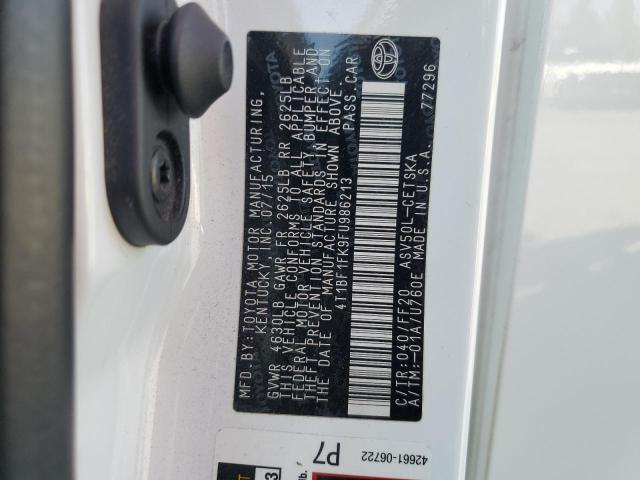 MFD. BY: TOYOTA MOTOR MANUFACTURING,
KENTUCKY, INC. 07/15
GVWR 4630LB GAWR FR 2625LB RR 2625LB
THIS VEHICLE CONFORMS TO ALL APPLICABLE
FEDERAL MOTOR VEHICLE SAFETY, BUMPER AND
THEFT PREVENTION STANDARDS IN EFFECT ON
DATE OF MANUFACTURE SHOWN ABOVE.
4T1BF1FK9FU986213 PASS. CAR
77296
C/TR: 040/FF20 ASV50L-CETSKA
A/TM: -01A/U760E MADE IN U.S.A.
P7
42661-06722
lb.
3